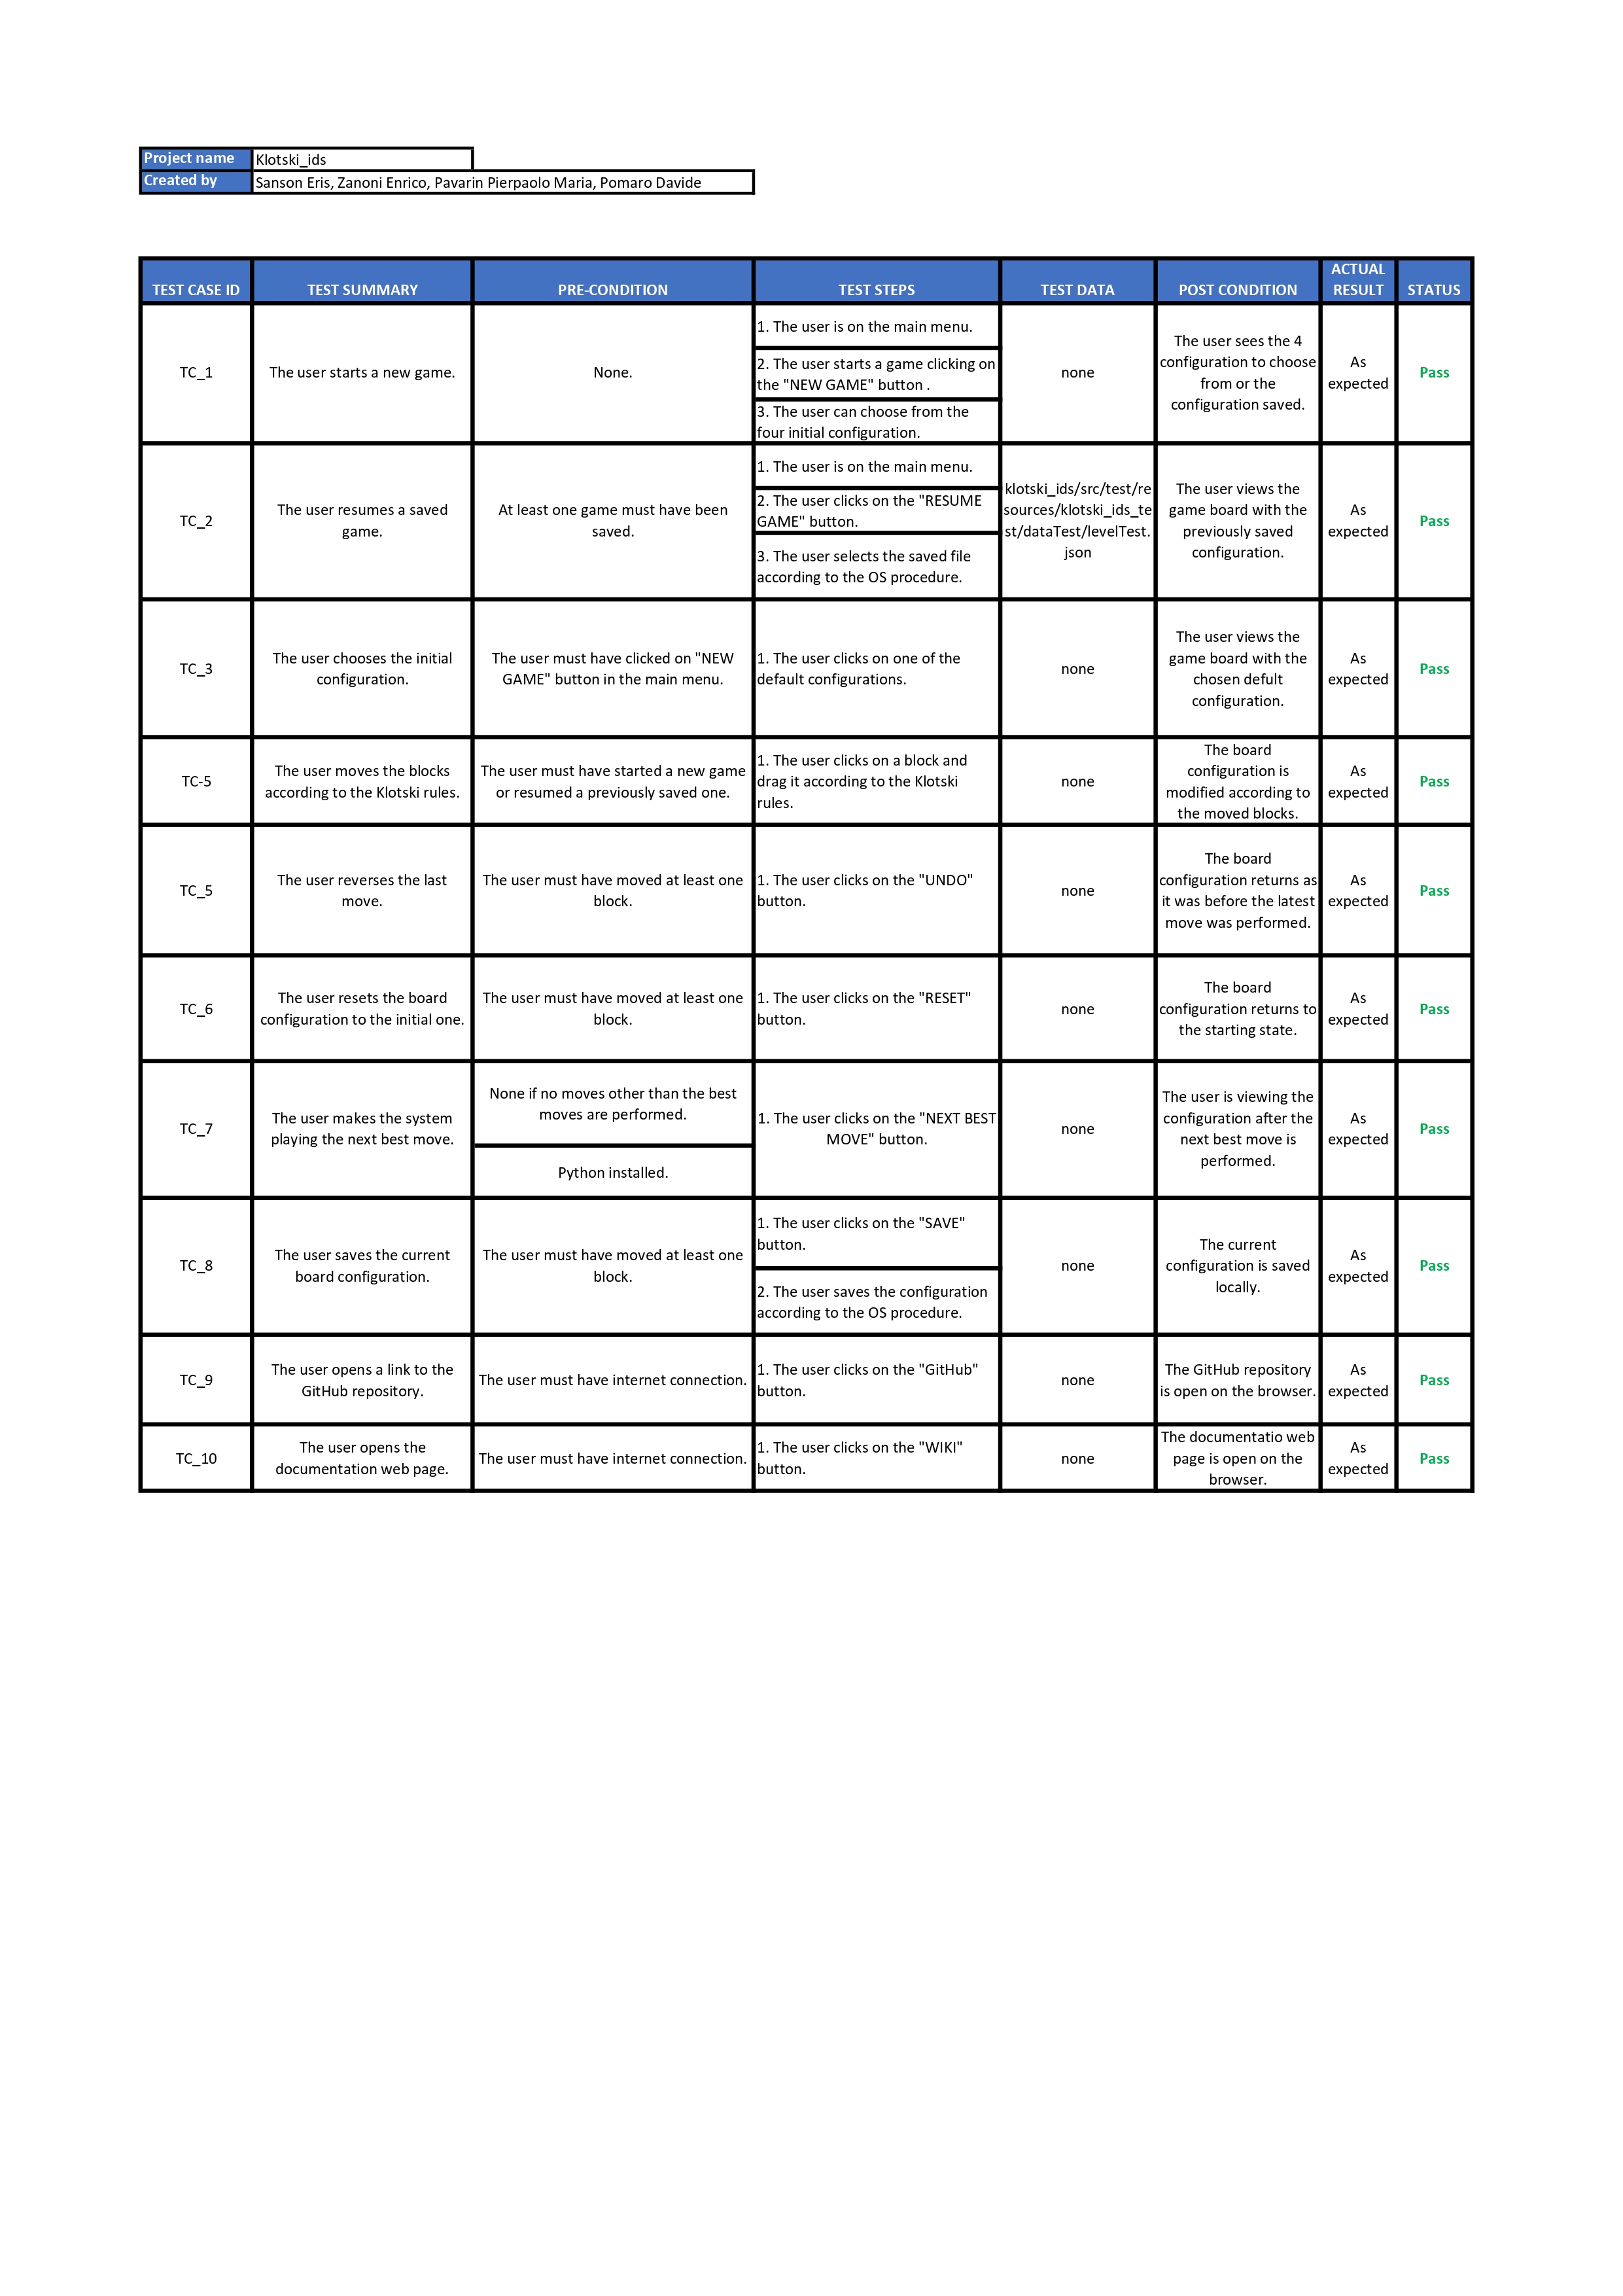 Project name Klotski_ids
Created by Sanson Eris, Zanoni Enrico, Pavarin Pierpaolo Maria, Pomaro Davide
TEST CASE ID TEST SUMMARY PRE-CONDITION TEST STEPS TEST DATA POST CONDITION ACTUAL
RESULT STATUS
TC_1
The user starts a new game.
None.
1. The user is on the main menu.
2. The user starts a game clicking on
the "NEW GAME" button .
3. The user can choose from the
four initial configuration.
none
The user sees the 4
configuration to choose
from or the
configuration saved.
As
expected
Pass
TC_2
The user resumes a saved
game.
At least one game must have been
saved.
1. The user is on the main menu.
2. The user clicks on the "RESUME
GAME" button.
3. The user selects the saved file
according to the OS procedure.
klotski_ids/src/test/re
sources/klotski_ids_te
st/dataTest/levelTest.
json
The user views the
game board with the
previously saved
configuration.
As
expected
Pass
TC_3
The user chooses the initial
configuration.
The user must have clicked on "NEW
GAME" button in the main menu.
1. The user clicks on one of the
default configurations.
none
The user views the
game board with the
chosen defult
configuration.
As
expected
Pass
TC-5
The user moves the blocks
according to the Klotski rules.
The user must have started a new game
or resumed a previously saved one.
1. The user clicks on a block and
drag it according to the Klotski
rules.
none
The board
configuration is
modified according to
the moved blocks.
As
expected
Pass
TC_5
The user reverses the last
move.
The user must have moved at least one
block.
1. The user clicks on the "UNDO"
button.
none
The board
configuration returns as
it was before the latest
move was performed.
As
expected
Pass
TC_6
The user resets the board
configuration to the initial one.
The user must have moved at least one
block.
1. The user clicks on the "RESET"
button.
none
The board
configuration returns to
the starting state.
As
expected
Pass
TC_7
The user makes the system
playing the next best move.
None if no moves other than the best
moves are performed.
Python installed.
1. The user clicks on the "NEXT BEST
MOVE" button.
none
The user is viewing the
configuration after the
next best move is
performed.
As
expected
Pass
TC_8
The user saves the current
board configuration.
The user must have moved at least one
block.
1. The user clicks on the "SAVE"
button.
2. The user saves the configuration
according to the OS procedure.
none
The current
configuration is saved
locally.
As
expected
Pass
TC_9
The user opens a link to the
GitHub repository.
The user must have internet connection.
1. The user clicks on the "GitHub"
button.
none
The GitHub repository
is open on the browser.
As
expected
Pass
TC_10
The user opens the
documentation web page.
The user must have internet connection.
1. The user clicks on the "WIKI"
button.
none
The documentatio web
page is open on the
browser.
As
expected
Pass